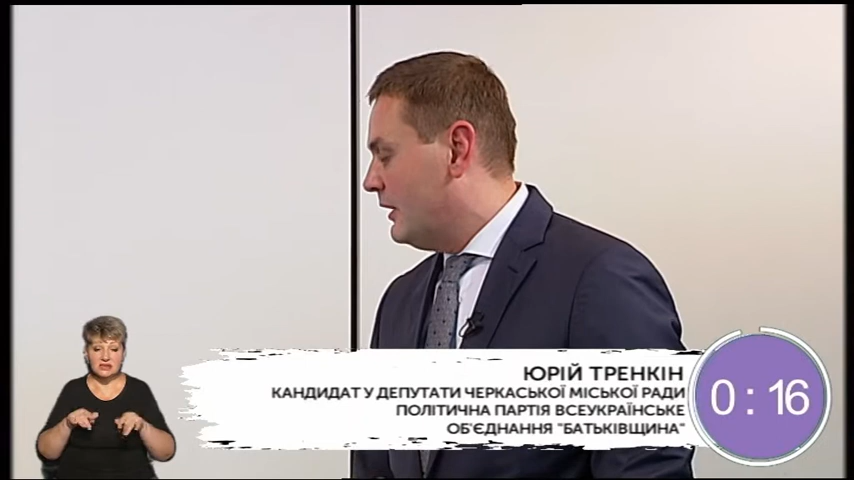 ЮРІЙ ТРЕНКІН
КАНДИДАТ У ДЕПУТАТИ ЧЕРКАСЬКОЇ МІСЬКОЇ РАДИ
ПОЛІТИЧНА ПАРТІЯ ВСЕУКРАЇНСЬКЕ
ОБ'ЄДНАННЯ "БАТЬКІВЩИНА"
0 : 16